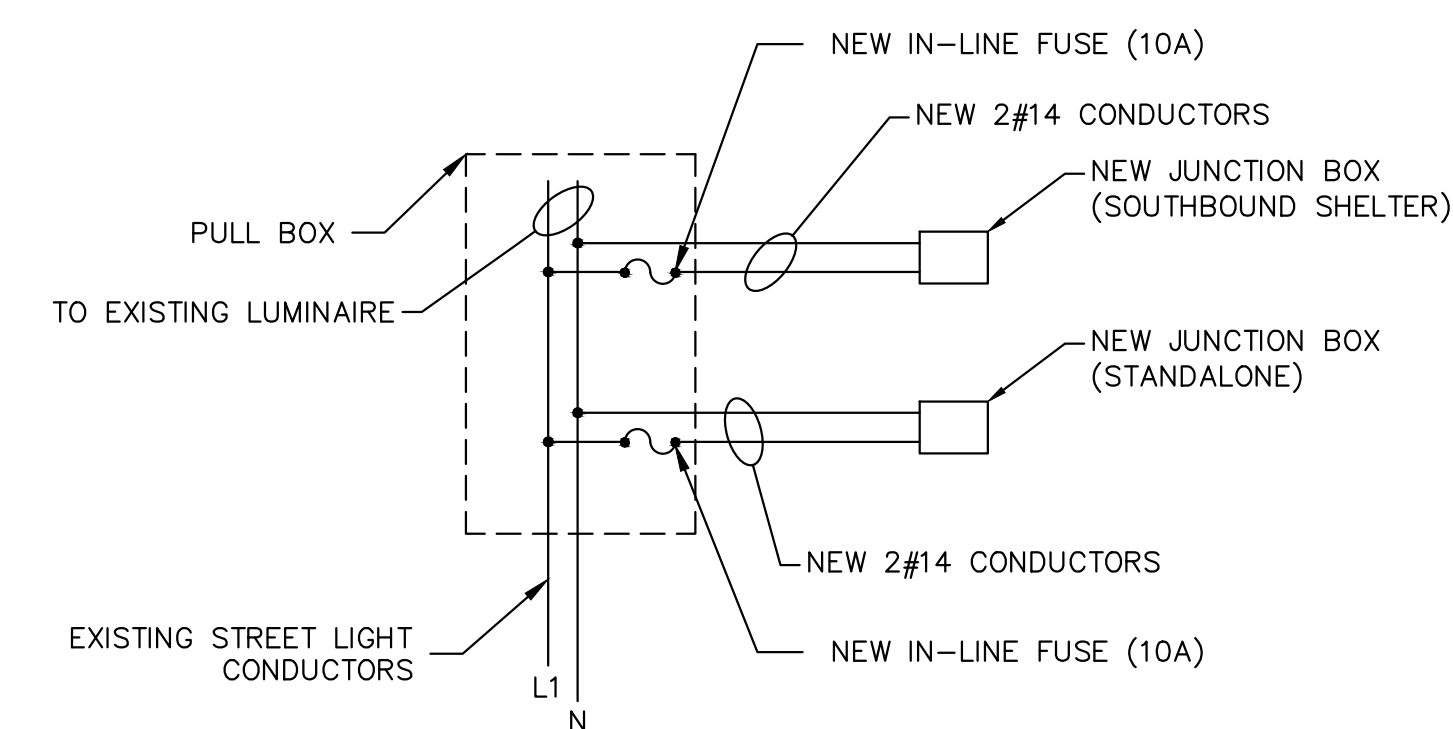 NEW IN-LINE FUSE (10A)
NEW 2#14 CONDUCTORS
NEW JUNCTION BOX
(SOUTHBOUND SHELTER)
PULL BOX
TO EXISTING LUMINAIRE
NEW JUNCTION BOX
(STANDALONE)
NEW 2#14 CONDUCTORS
EXISTING STREET LIGHT
CONDUCTORS
NEW IN-LINE FUSE (10A)
L1
N